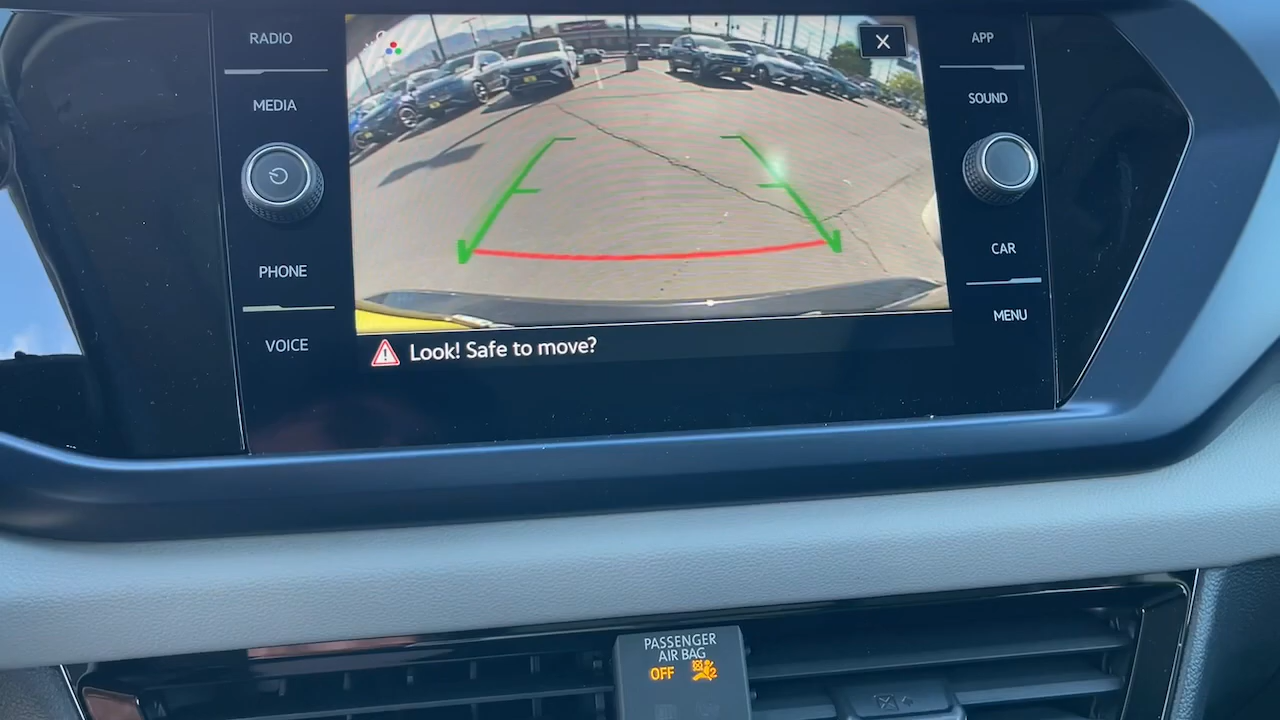 RADIO
MEDIA
PHONE
VOICE
X
Look! Safe to move?
APP
SOUND
CAR
MENU
PASSENGER
AIR BAG
OFF